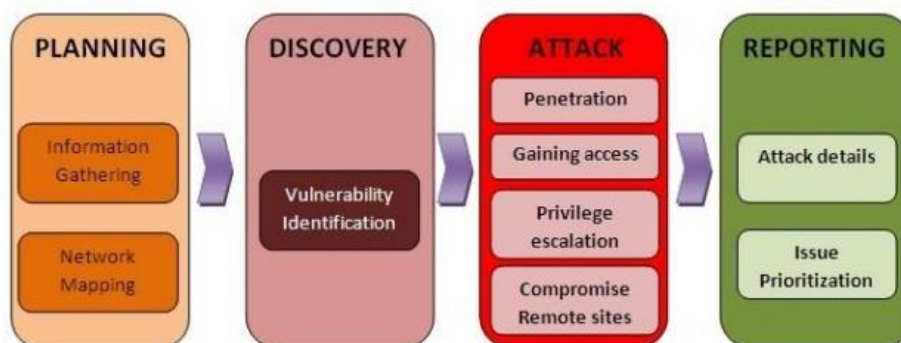 PLANNING
Information
Gathering
Network
Mapping
DISCOVERY
Vulnerability
Identification
ATTACK
Penetration
Gaining access
Privilege
escalation
Compromise
Remote sites
REPORTING
Attack details
Issue
Prioritization